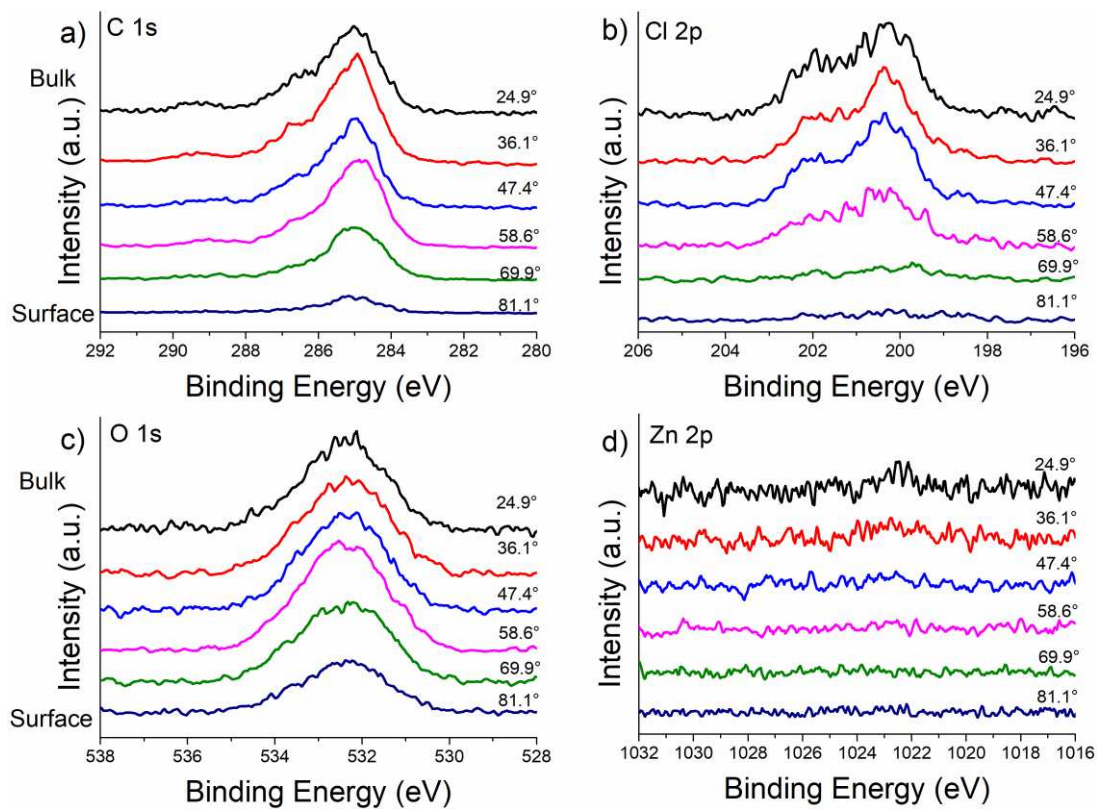 a) C 1s
Bulk
Intensity (a.u.)
24.9°
36.1°
47.4°
58.6°
69.9°
81.1°
Surface
292 290 288 286 284 282 280
Binding Energy (eV)
b) Cl 2p
Intensity (a.u.)
24.9°
36.1°
47.4°
58.6°
69.9°
81.1°
206 204 202 200 198 196
Binding Energy (eV)
c) O 1s
Bulk
Intensity (a.u.)
24.9°
36.1°
47.4°
58.6°
69.9°
81.1°
Surface
538 536 534 532 530 528
Binding Energy (eV)
d) Zn 2p
Intensity (a.u.)
24.9°
36.1°
47.4°
58.6°
69.9°
81.1°
1032 1030 1028 1026 1024 1022 1020 1018 1016
Binding Energy (eV)